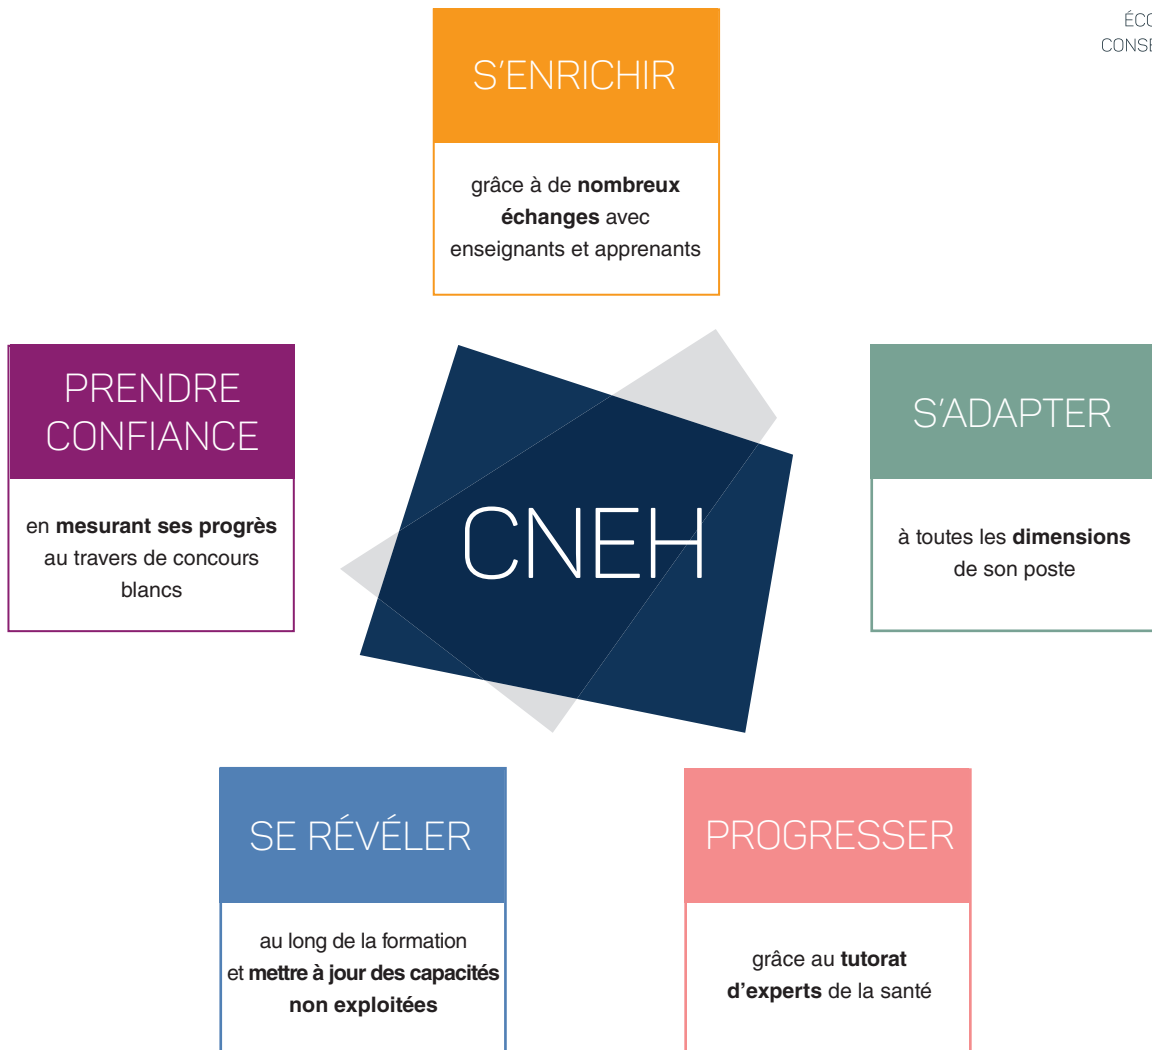 S'ENRICHIR
grâce à de nombreux
échanges avec
enseignants et apprenants
PRENDRE
CONFIANCE
en mesurant ses progrès
au travers de concours
blancs
CNEH
S'ADAPTER
à toutes les dimensions
de son poste
SE RÉVÉLER
au long de la formation
et mettre à jour des capacités
non exploitées
PROGRESSER
grâce au tutorat
d'experts de la santé